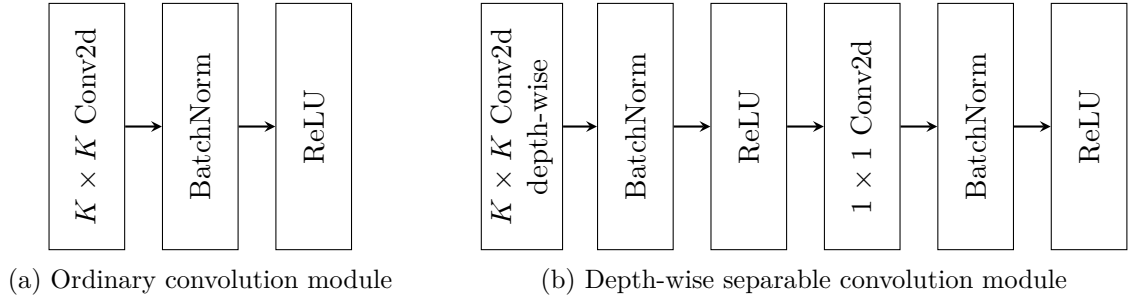 K × K Conv2d
BatchNorm
ReLU
K × K Conv2d
depth-wise
BatchNorm
ReLU
1 × 1 Conv2d
BatchNorm
ReLU
(a) Ordinary convolution module
(b) Depth-wise separable convolution module